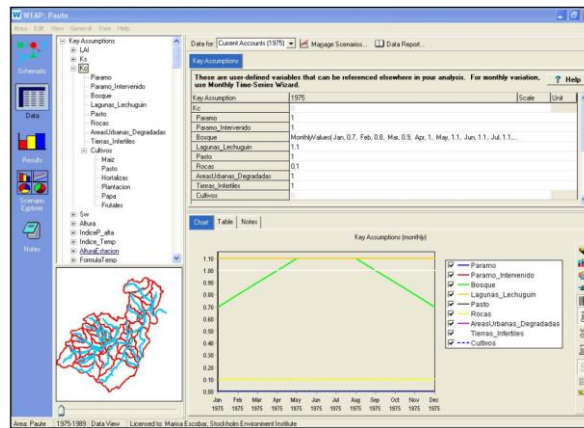 WEAP: Paute
Area Edit View General Tree Help
Schematic
Data
Results
Scenario Explorer
Notes
Key Assumptions
LAI
Ks
Kc
Paramo
Paramo_Intervenido
Bosque
Lagunas_Lechuguin
Pasto
Rocas
AreasUrbanas_Degradadas
Tierras_Infertiles
Cultivos
Maiz
Pasto
Hortalizas
Plantacion
Papa
Frutales
Sw
Altura
IndiceP_alta
Indice_Temp
AlturaEstacion
FormulaTemp
Data for: Current Accounts (1975) Manage Scenarios... Data Report...
Key Assumptions
These are user-defined variables that can be referenced elsewhere in your analysis. For monthly variation, use Monthly Time-Series Wizard.
Help
Key Assumption 1975 Scale Unit
Kc
Paramo 1
Paramo_Intervenido 1
Bosque MonthlyValues( Jan, 0.7, Feb, 0.8, Mar, 0.9, Apr, 1, May, 1.1, Jun, 1.1, Jul, 1.1,...
Lagunas_Lechuguin 1.1
Pasto 1
Rocas 0.1
AreasUrbanas_Degradadas 1
Tierras_Infertiles 1
Cultivos
Chart Table Notes
Key Assumptions (monthly)
1.10
1.00
0.90
0.80
0.70
0.60
0.50
0.40
0.30
0.20
0.10
0.00
Jan Feb Mar Apr May Jun Jul Aug Sep Oct Nov Dec
1975 1975 1975 1975 1975 1975 1975 1975 1975 1975 1975 1975
Paramo
Paramo_Intervenido
Bosque
Lagunas_Lechuguin
Pasto
Rocas
AreasUrbanas_Degradadas
Tierras_Infertiles
Cultivos
Log
Area: Paute 1975-1989 Data View Licensed to: Marisa Escobar, Stockholm Environment Institute